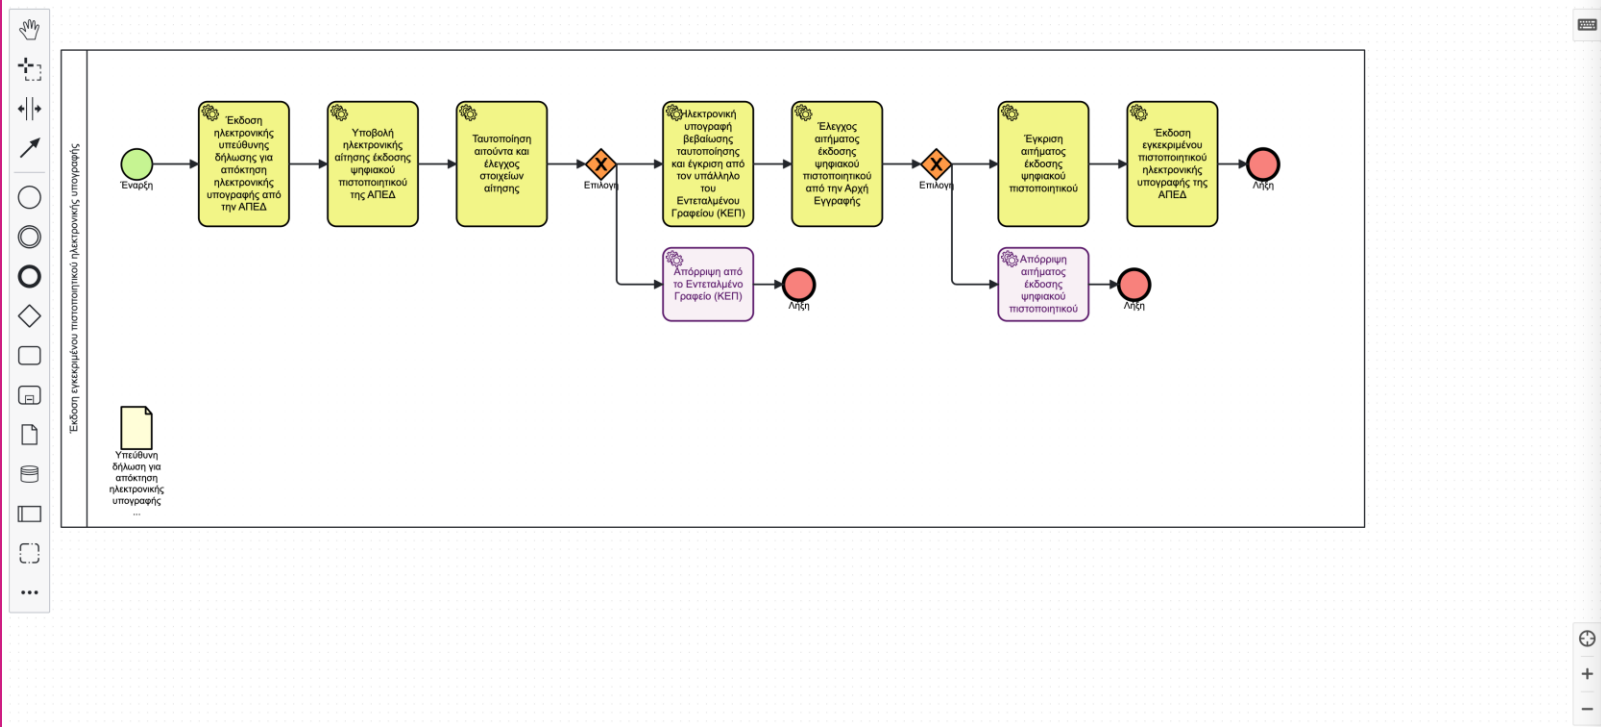 Έκδοση εγκεκριμένου πιστοποιητικού ηλεκτρονικής υπογραφής
Έναρξη
Έκδοση
ηλεκτρονικής
υπεύθυνης
δήλωσης για
απόκτηση
ηλεκτρονικής
υπογραφής από
την ΑΠΕΔ
Υποβολή
ηλεκτρονικής
αίτησης έκδοσης
ψηφιακού
πιστοποιητικού
της ΑΠΕΔ
Ταυτοποίηση
αιτούντα και
έλεγχος
στοιχείων
αίτησης
Επιλογή
Ηλεκτρονική
υπογραφή
βεβαίωσης
ταυτοποίησης
και έγκριση από
τον υπάλληλο
του
Εντεταλμένου
Γραφείου (ΚΕΠ)
Έλεγχος
αιτήματος
έκδοσης
ψηφιακού
πιστοποιητικού
από την Αρχή
Εγγραφής
Επιλογή
Έγκριση
αιτήματος
έκδοσης
ψηφιακού
πιστοποιητικού
Έκδοση
εγκεκριμένου
πιστοποιητικού
ηλεκτρονικής
υπογραφής της
ΑΠΕΔ
Λήξη
Απόρριψη από
το Εντεταλμένο
Γραφείο (ΚΕΠ)
Λήξη
Απόρριψη
αιτήματος
έκδοσης
ψηφιακού
πιστοποιητικού
Λήξη
Υπεύθυνη
δήλωση για
απόκτηση
ηλεκτρονικής
υπογραφής
...